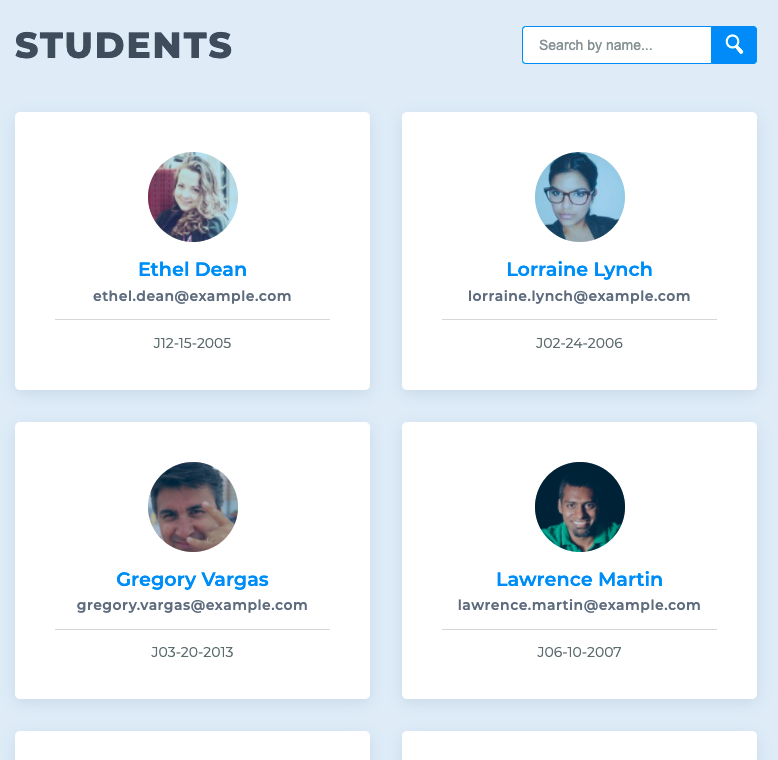 STUDENTS
Search by name...
Ethel Dean
ethel.dean@example.com
J12-15-2005
Lorraine Lynch
lorraine.lynch@example.com
J02-24-2006
Gregory Vargas
gregory.vargas@example.com
J03-20-2013
Lawrence Martin
lawrence.martin@example.com
J06-10-2007